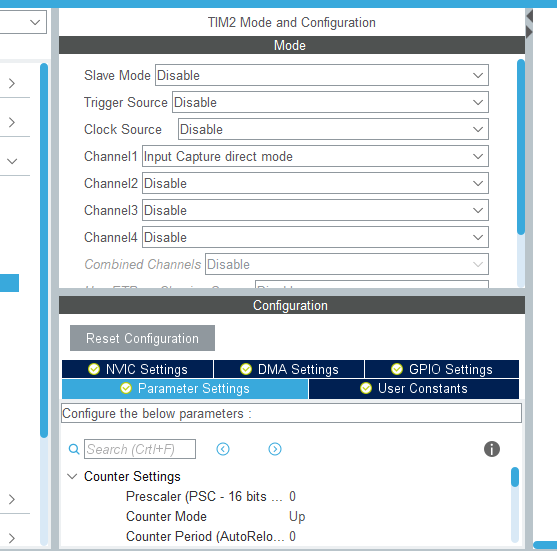 TIM2 Mode and Configuration
Mode
Slave Mode Disable
Trigger Source Disable
Clock Source Disable
Channel1 Input Capture direct mode
Channel2 Disable
Channel3 Disable
Channel4 Disable
Combined Channels Disable
Configuration
Reset Configuration
NVIC Settings DMA Settings GPIO Settings
Parameter Settings User Constants
Configure the below parameters :
Search (Crtl+F)
Counter Settings
Prescaler (PSC - 16 bits ... 0
Counter Mode Up
Counter Period (AutoRelo... 0